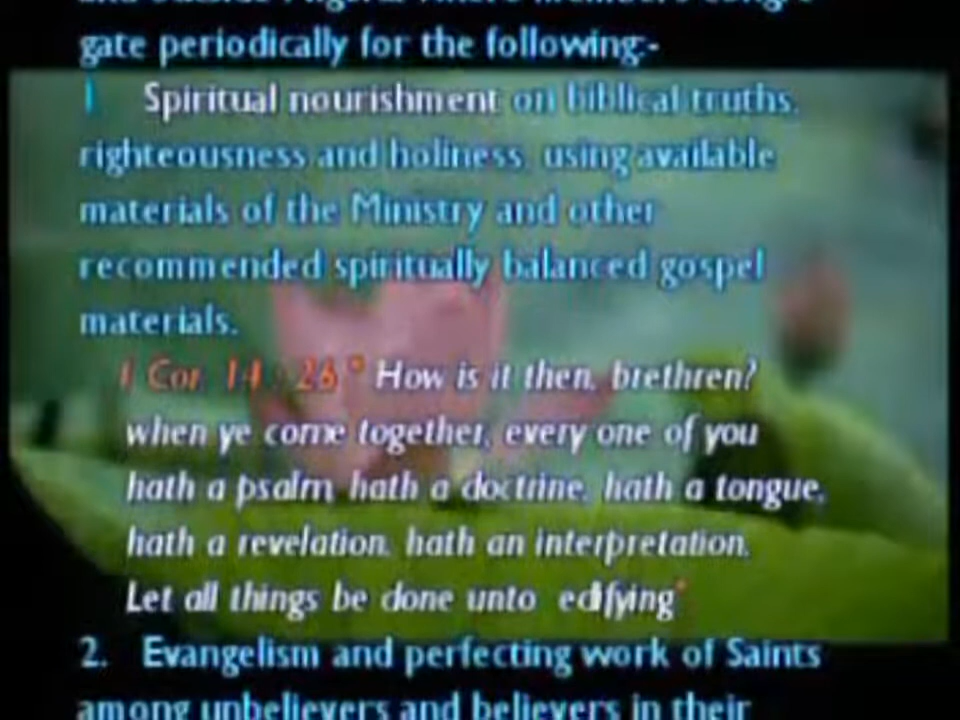 gate periodically for the following:-
1. Spiritual nourishment on biblical truths,
righteousness and holiness, using available
materials of the Ministry and other
recommended spiritually balanced gospel
materials.
1 Cor. 14 : 26 " How is it then, brethren?
when ye come together, every one of you
hath a psalm, hath a doctrine, hath a tongue,
hath a revelation, hath an interpretation.
Let all things be done unto edifying"
2. Evangelism and perfecting work of Saints
among unbelievers and believers in their